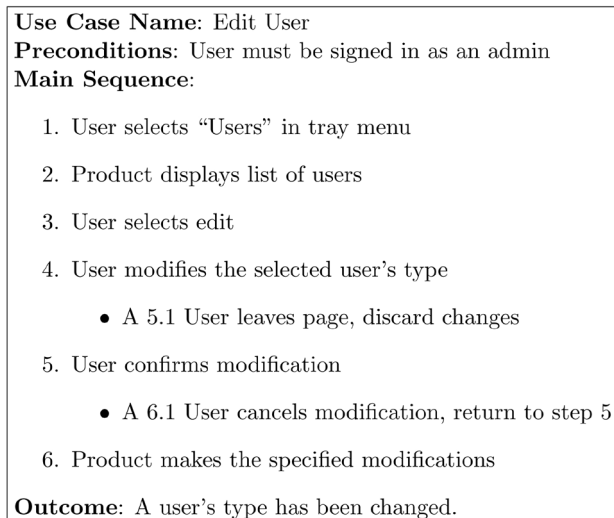 Use Case Name: Edit User
Preconditions: User must be signed in as an admin
Main Sequence:
1. User selects “Users” in tray menu
2. Product displays list of users
3. User selects edit
4. User modifies the selected user’s type
• A 5.1 User leaves page, discard changes
5. User confirms modification
• A 6.1 User cancels modification, return to step 5
6. Product makes the specified modifications
Outcome: A user’s type has been changed.